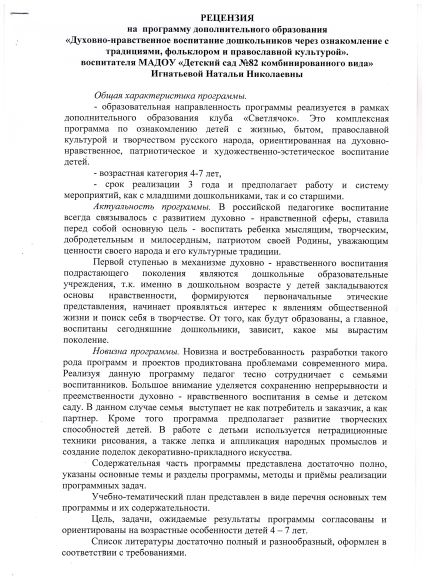 РЕЦЕНЗИЯ
на программу дополнительного образования
«Духовно-нравственное воспитание дошкольников через ознакомление с
традициями, фольклором и православной культурой».
воспитателя МАДОУ «Детский сад №82 комбинированного вида»
Игнатьевой Натальи Николаевны
Общая характеристика программы.
- образовательная направленность программы реализуется в рамках
дополнительного образования клуба «Светлячок». Это комплексная
программа по ознакомлению детей с жизнью, бытом, православной
культурой и творчеством русского народа, ориентированная на духовно-
нравственное, патриотическое и художественно-эстетическое воспитание
детей.
- возрастная категория 4-7 лет,
- срок реализации 3 года и предполагает работу и систему
мероприятий, как с младшими дошкольниками, так и со старшими.
Актуальность программы. В российской педагогике воспитание
всегда связывалось с развитием духовно - нравственной сферы, ставила
перед собой основную цель - воспитать ребенка мыслящим, творческим,
добродетельным и милосердным, патриотом своей Родины, уважающим
ценности своего народа и его культурные традиции.
Первой ступенью в механизме духовно - нравственного воспитания
подрастающего поколения являются дошкольные образовательные
учреждения, т.к. именно в дошкольном возрасте у детей закладываются
основы нравственности, формируются первоначальные этические
представления, начинает проявляться интерес к явлениям общественной
жизни и поиск себя в творчестве. От того, как будут образованы, а главное,
воспитаны сегодняшние дошкольники, зависит, какое мы вырастим
поколение.
Новизна программы. Новизна и востребованность разработки такого
рода программ и проектов продиктована проблемами современного мира.
Реализуя данную программу педагог тесно сотрудничает с семьями
воспитанников. Большое внимание уделяется сохранению непрерывности и
преемственности духовно - нравственного воспитания в семье и детском
саду. В данном случае семья выступает не как потребитель и заказчик, а как
партнер. Кроме того программа предполагает развитие творческих
способностей детей. В работе с детьми используется нетрадиционные
техники рисования, а также лепка и аппликация народных промыслов и
создание поделок декоративно-прикладного искусства.
Содержательная часть программы представлена достаточно полно,
указаны основные темы и разделы программы, методы и приёмы реализации
программных задач.
Учебно-тематический план представлен в виде перечня основных тем
программы и их содержательности.
Цель, задачи, ожидаемые результаты программы согласованы и
ориентированы на возрастные особенности детей 4 – 7 лет.
Список литературы достаточно полный и разнообразный, оформлен в
соответствии с требованиями.